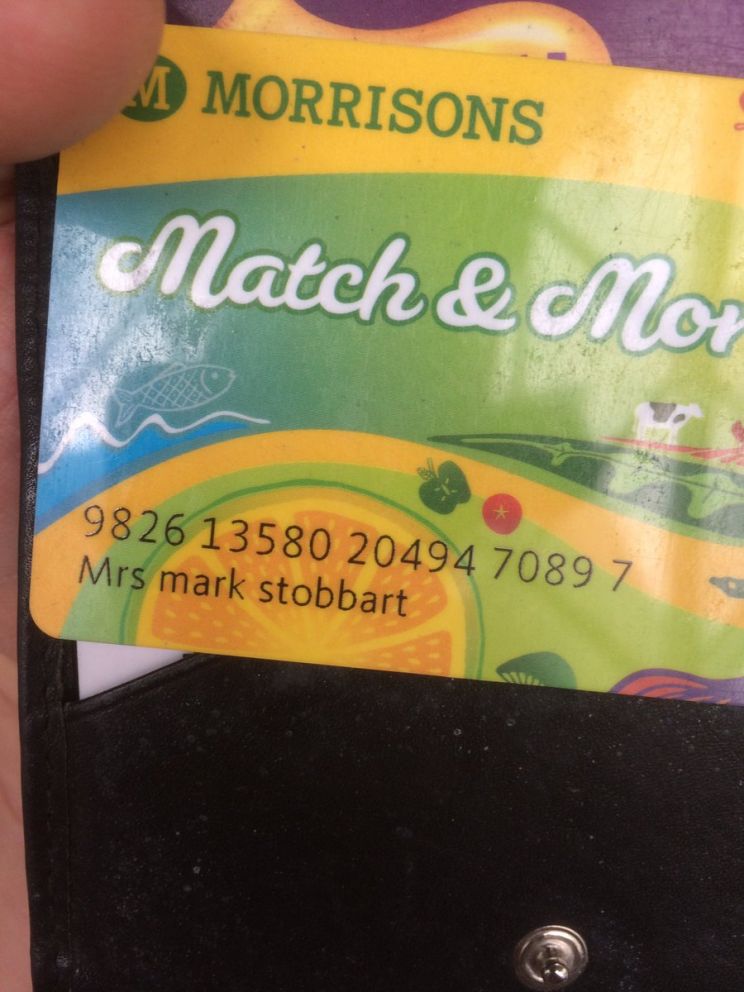 M MORRISONS
Match & Mor
9826 13580 20494 7089 7
Mrs mark stobbart